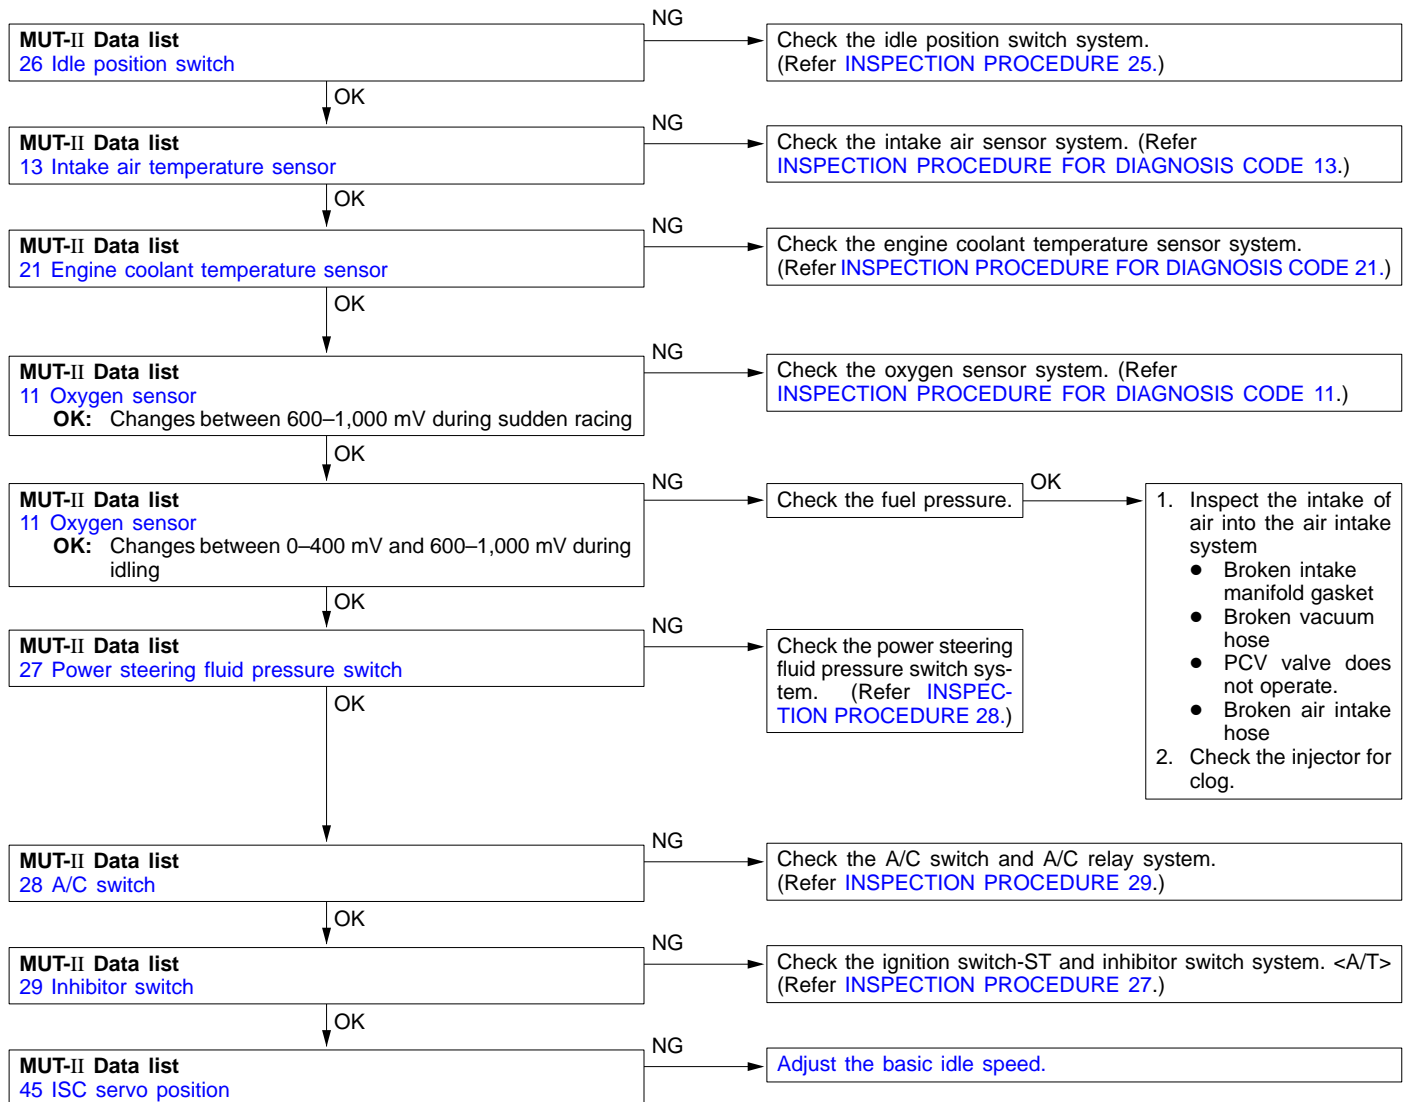 NG
MUT-II Data list
26 Idle position switch
Check the idle position switch system.
(Refer INSPECTION PROCEDURE 25.)
OK
NG
MUT-II Data list
13 Intake air temperature sensor
Check the intake air sensor system. (Refer
INSPECTION PROCEDURE FOR DIAGNOSIS CODE 13.)
OK
NG
MUT-II Data list
21 Engine coolant temperature sensor
Check the engine coolant temperature sensor system.
(Refer INSPECTION PROCEDURE FOR DIAGNOSIS CODE 21.)
OK
NG
MUT-II Data list
11 Oxygen sensor
OK: Changes between 600–1,000 mV during sudden racing
Check the oxygen sensor system. (Refer
INSPECTION PROCEDURE FOR DIAGNOSIS CODE 11.)
OK
NG
MUT-II Data list
11 Oxygen sensor
OK: Changes between 0–400 mV and 600–1,000 mV during
idling
Check the fuel pressure.
OK
1. Inspect the intake of
air into the air intake
system
● Broken intake
manifold gasket
● Broken vacuum
hose
● PCV valve does
not operate.
● Broken air intake
hose
2. Check the injector for
clog.
OK
NG
MUT-II Data list
27 Power steering fluid pressure switch
Check the power steering
fluid pressure switch sys-
tem. (Refer INSPEC-
TION PROCEDURE 28.)
OK
NG
MUT-II Data list
28 A/C switch
Check the A/C switch and A/C relay system.
(Refer INSPECTION PROCEDURE 29.)
OK
NG
MUT-II Data list
29 Inhibitor switch
Check the ignition switch-ST and inhibitor switch system. <A/T>
(Refer INSPECTION PROCEDURE 27.)
OK
NG
MUT-II Data list
45 ISC servo position
Adjust the basic idle speed.